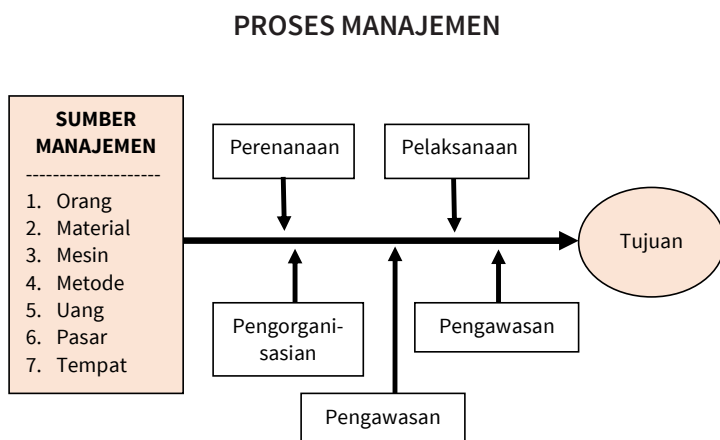 PROSES MANAJEMEN
SUMBER
MANAJEMEN
--------------------
1. Orang
2. Material
3. Mesin
4. Metode
5. Uang
6. Pasar
7. Tempat
Perenanaan
Pelaksanaan
Tujuan
Pengorgani-
sasian
Pengawasan
Pengawasan